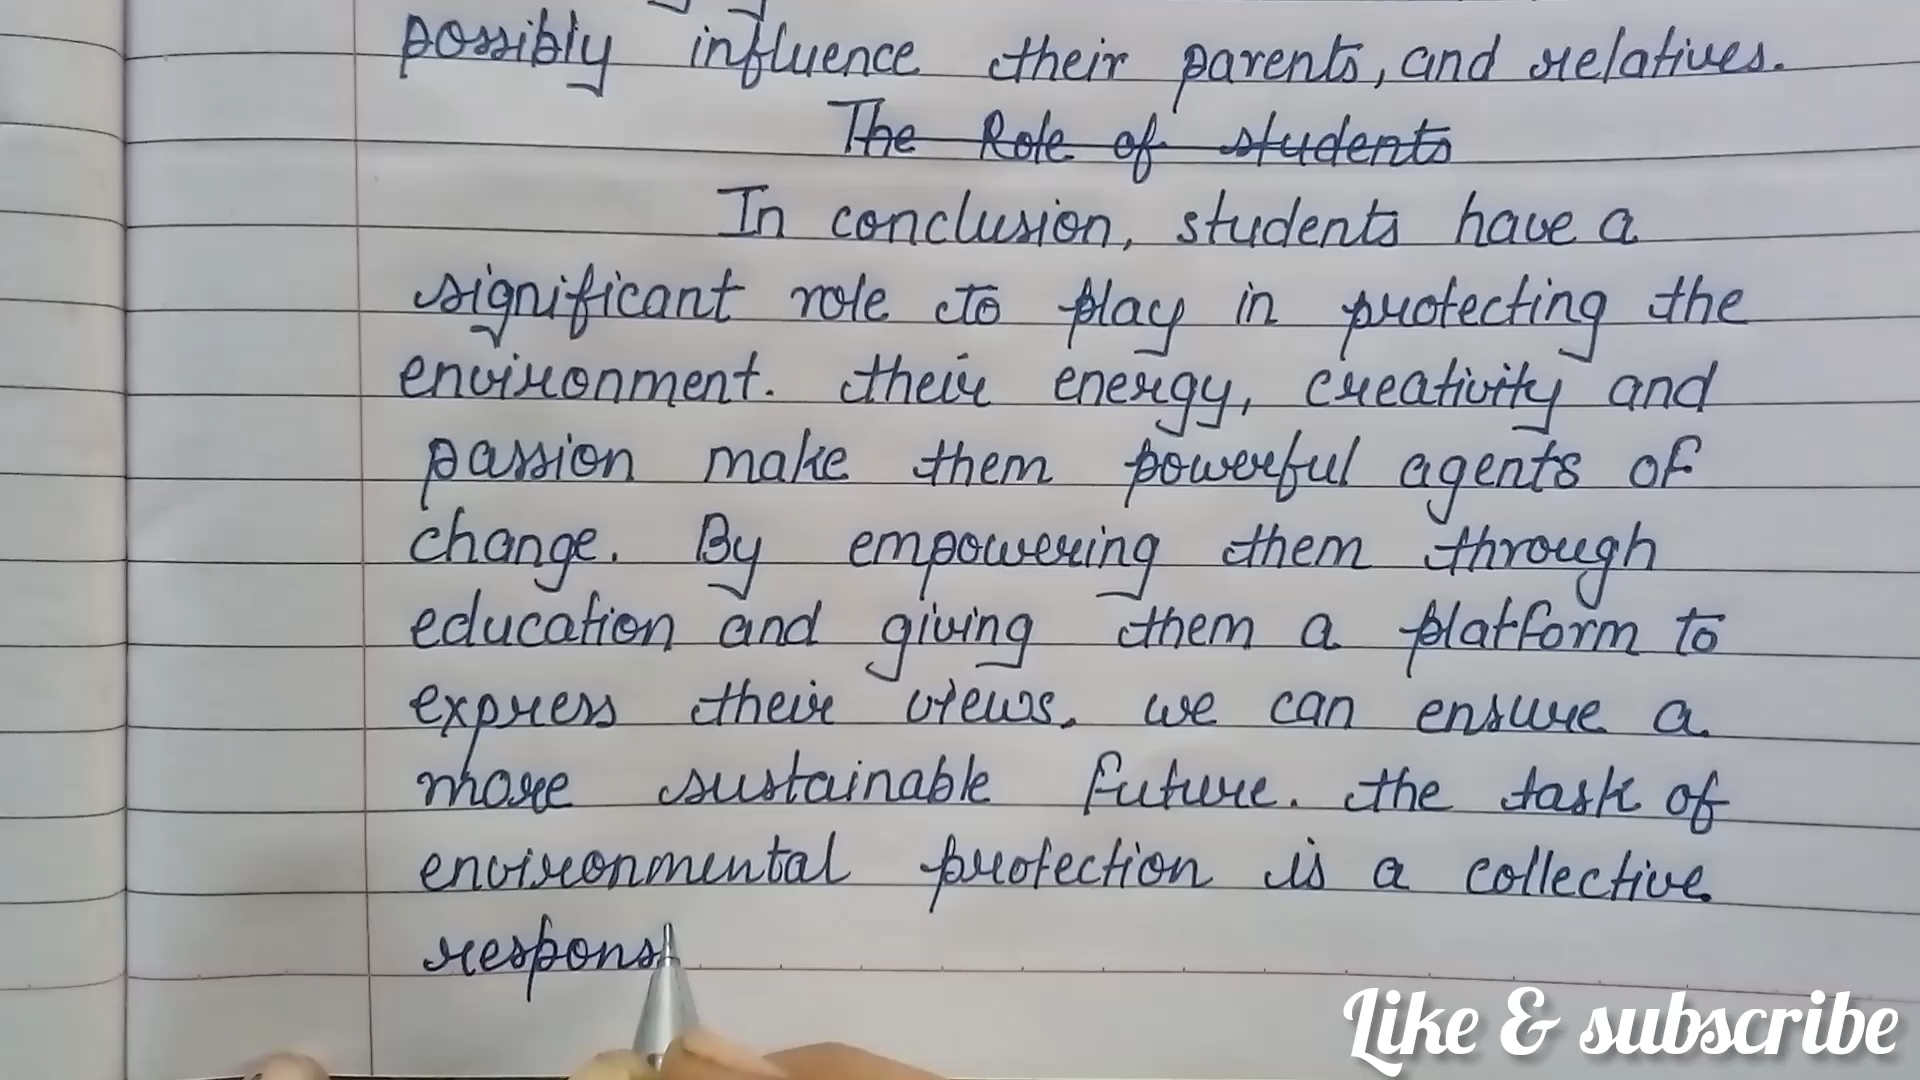 possibly influence their parents, and relatives.
The Role of students
In conclusion, students have a
significant role to play in protecting the
environment. their energy, creativity and
passion make them powerful agents of
change. By empowering them through
education and giving them a platform to
express their views. we can ensure a
more sustainable future. the task of
environmental protection is a collective
respons
Like & subscribe